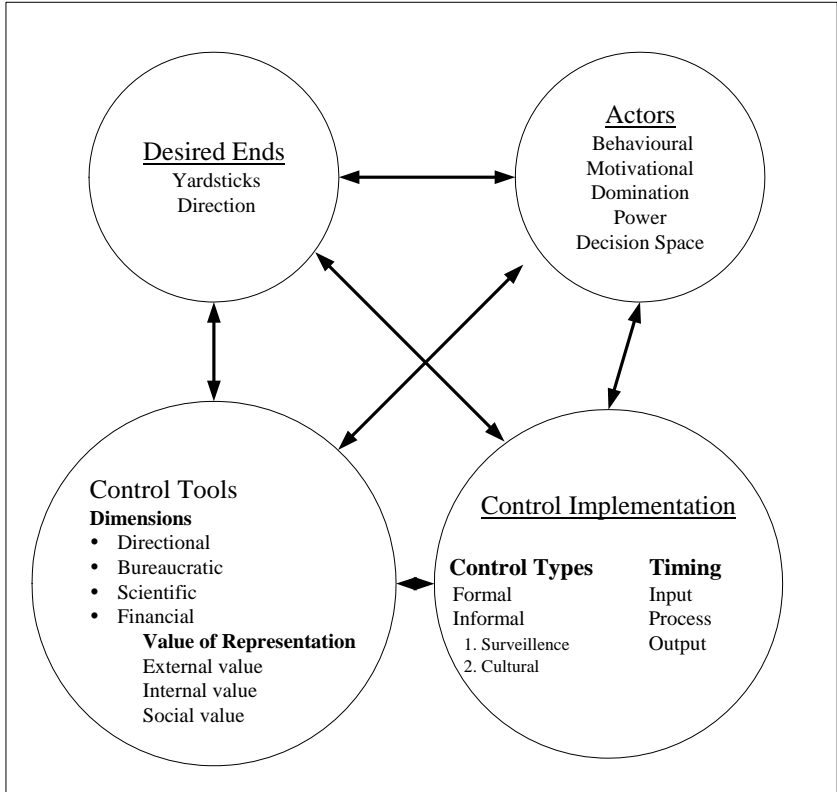 Desired Ends
Yardsticks
Direction
Actors
Behavioural
Motivational
Domination
Power
Decision Space
Control Tools
Dimensions
• Directional
• Bureaucratic
• Scientific
• Financial
Value of Representation
External value
Internal value
Social value
Control Implementation
Control Types
Formal
Informal
1. Surveillence
2. Cultural
Timing
Input
Process
Output